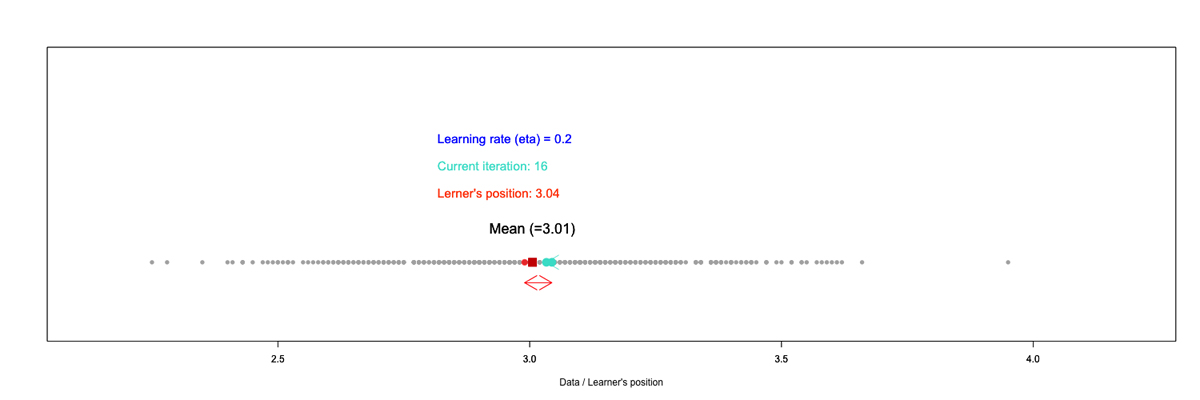 Learning rate (eta) = 0.2
Current iteration: 16
Lerner's position: 3.04
Mean (=3.01)
2.5 3.0 3.5 4.0
Data / Learner's position